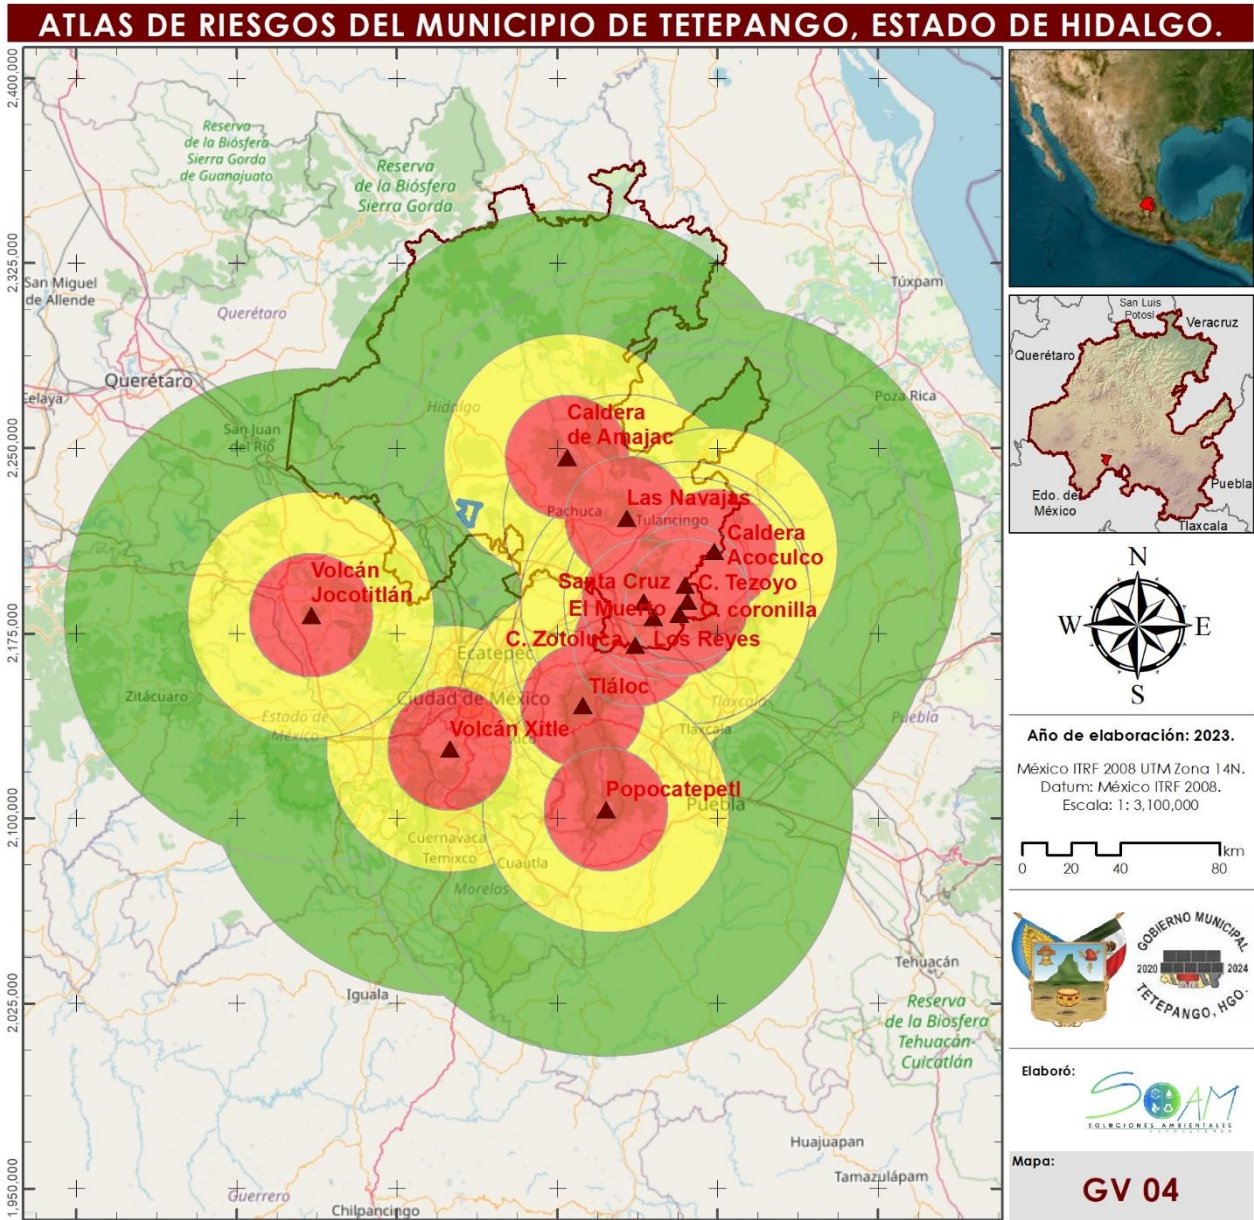 ATLAS DE RIESGOS DEL MUNICIPIO DE TETEPANGO, ESTADO DE HIDALGO.
2,400,000
2,325,000
2,250,000
2,175,000
2,100,000
2,025,000
1,950,000
Reserva
de la Biósfera
Sierra Gorda
de Guanajuato
Reserva
de la Biósfera
Sierra Gorda
San Miguel
de Allende
Querétaro
Túxpam
Querétaro
Celaya
San Juan
del Río
Hidalgo
Poza Rica
Caldera
de Amajac
Pachuca
Las Navajas
Tulancingo
Caldera
Acoculco
Volcán
Jocotitlán
Santa Cruz
C. Tezoyo
El Muerto
C. coronilla
C. Zotoluca
Los Reyes
Ecatepec
Zitácuaro
Ciudad de México
Tláloc
Tlaxcala
Estado de
México
Volcán Xitle
Tlaxcala
Puebla
Popocatepetl
Puebla
Cuernavaca
Temixco
Cuautla
Morelos
Tehuacán
Iguala
Reserva
de la Biosfera
Tehuacán-
Cuicatlán
Huajuapan
Tamazulápam
Guerrero
Chilpancingo
San Luis
Potosí
Veracruz
Querétaro
Puebla
Edo. de
México
Tlaxcala
N
W
E
S
Año de elaboración: 2023.
México ITRF 2008 UTM Zona 14N.
Datum: México ITRF 2008.
Escala: 1: 3,100,000
km
0 20 40 80
GOBIERNO MUNICIPAL
2020 2024
TETEPANGO, HGO.
Elaboró:
SOAM
SOLUCIONES AMBIENTALES
Mapa:
GV 04